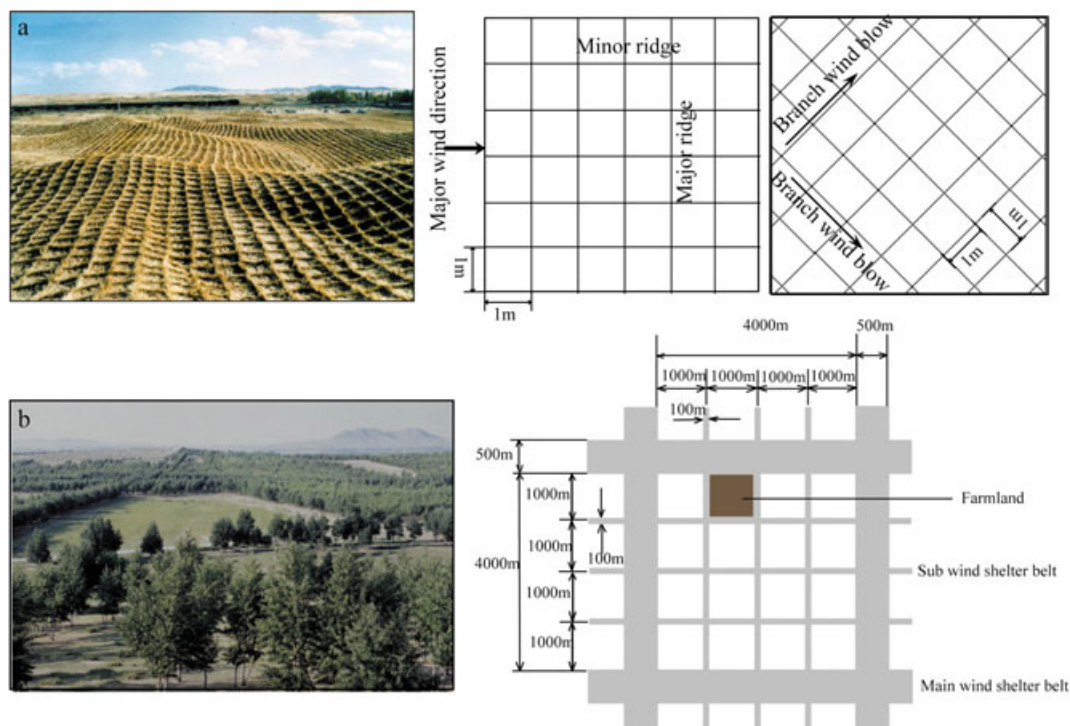 a
Major wind direction
Minor ridge
Major ridge
1m
1m
Branch wind blow
Branch wind blow
1m
1m
b
4000m
500m
1000m
1000m
1000m
1000m
100m
500m
4000m
1000m
1000m
1000m
1000m
100m
Farmland
Sub wind shelter belt
Main wind shelter belt